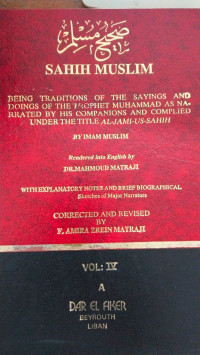 صحيح مسلم
SAHIH MUSLIM
BEING TRADITIONS OF THE SAYINGS AND
DOINGS OF THE PROPHET MUHAMMAD AS NA-
RRATED BY HIS COMPANIONS AND COMPLIED
UNDER THE TITLE AL-JAMI-US-SAHIH
BY IMAM MUSLIM
Rendered into English by
DR.MAHMOUD MATRAJI
WITH EXPLANATORY NOTES AND BRIEF BIOGRAPHICAL
Sketches of Major Narrators
CORRECTED AND REVISED
BY
F. AMIRA ZREIN MATRAJI
VOL: IV
A
DAR EL FIKER
BEYROUTH
LIBAN